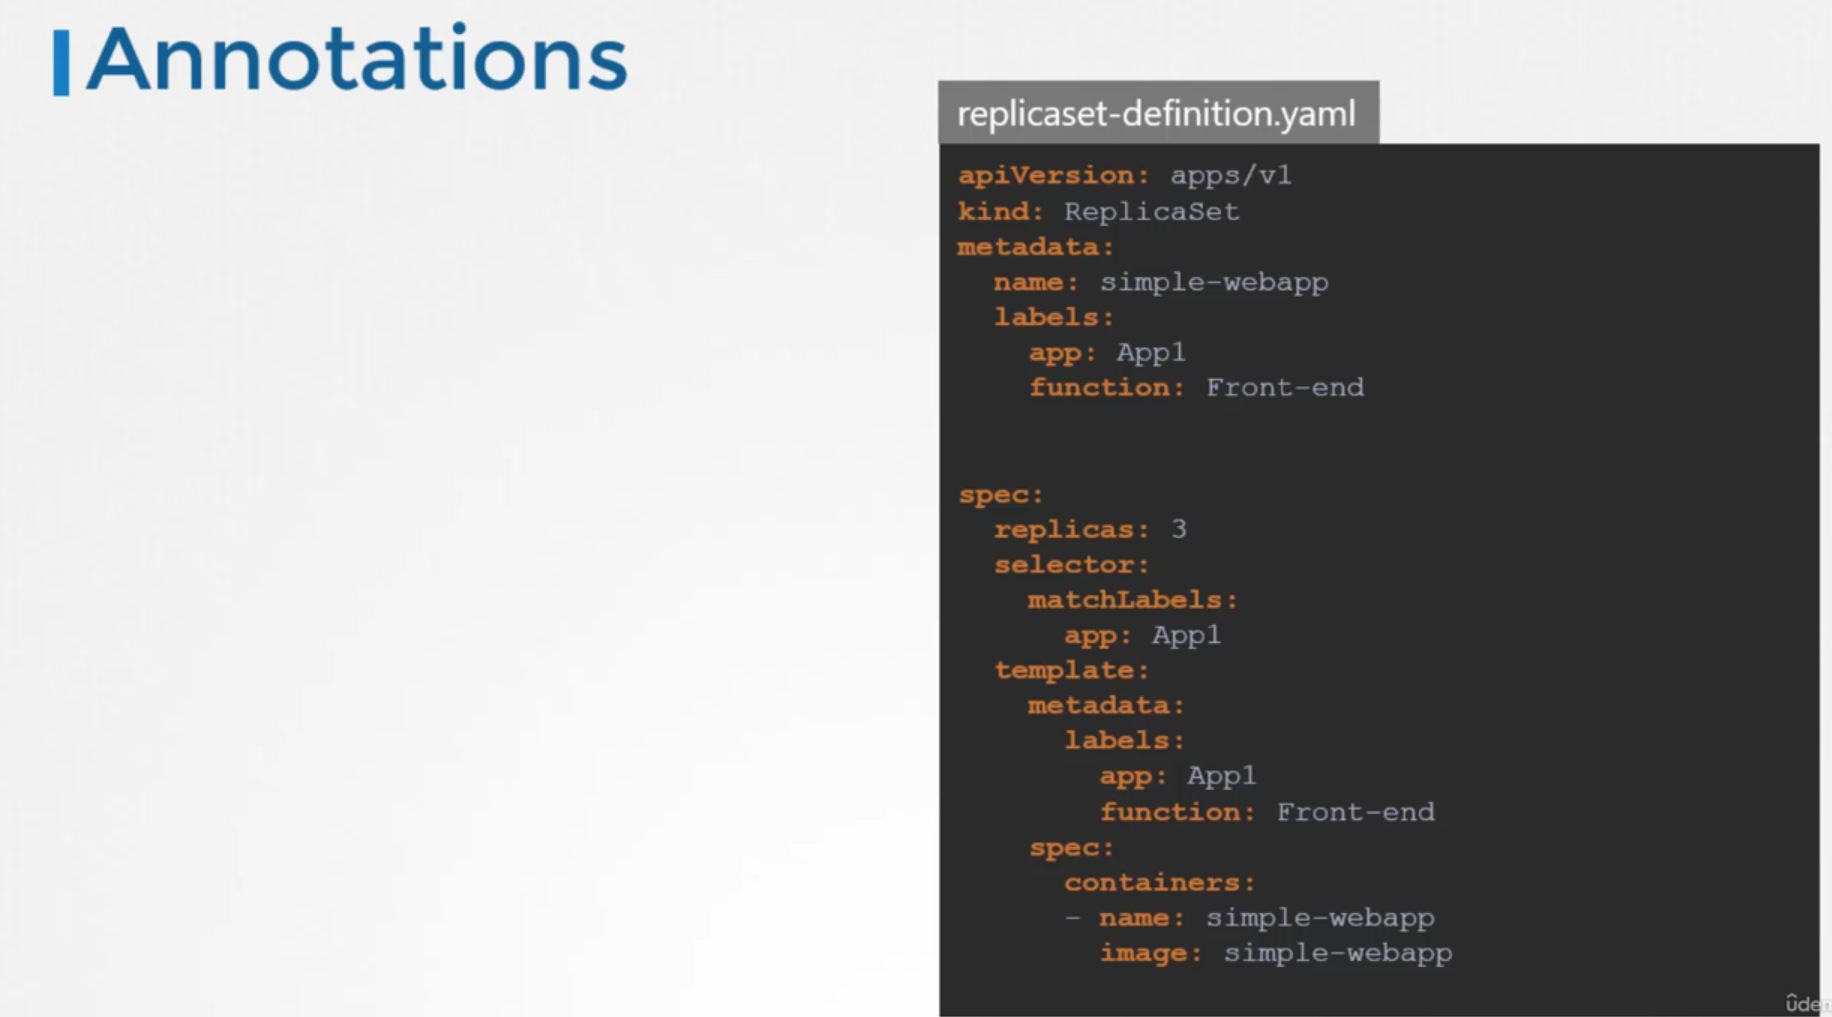 Annotations
replicaset-definition.yaml
apiVersion: apps/v1
kind: ReplicaSet
metadata:
  name: simple-webapp
  labels:
    app: App1
    function: Front-end
spec:
  replicas: 3
  selector:
    matchLabels:
      app: App1
  template:
    metadata:
      labels:
        app: App1
        function: Front-end
    spec:
      containers:
      - name: simple-webapp
        image: simple-webapp